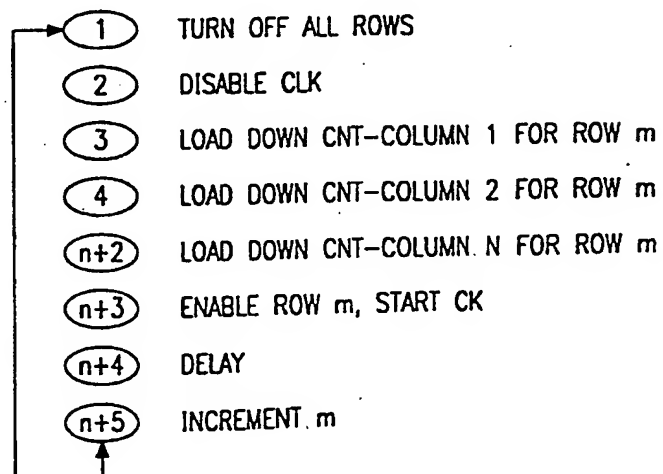 1 TURN OFF ALL ROWS
2 DISABLE CLK
3 LOAD DOWN CNT-COLUMN 1 FOR ROW m
4 LOAD DOWN CNT-COLUMN 2 FOR ROW m
n+2 LOAD DOWN CNT-COLUMN N FOR ROW m
n+3 ENABLE ROW m, START CK
n+4 DELAY
n+5 INCREMENT m